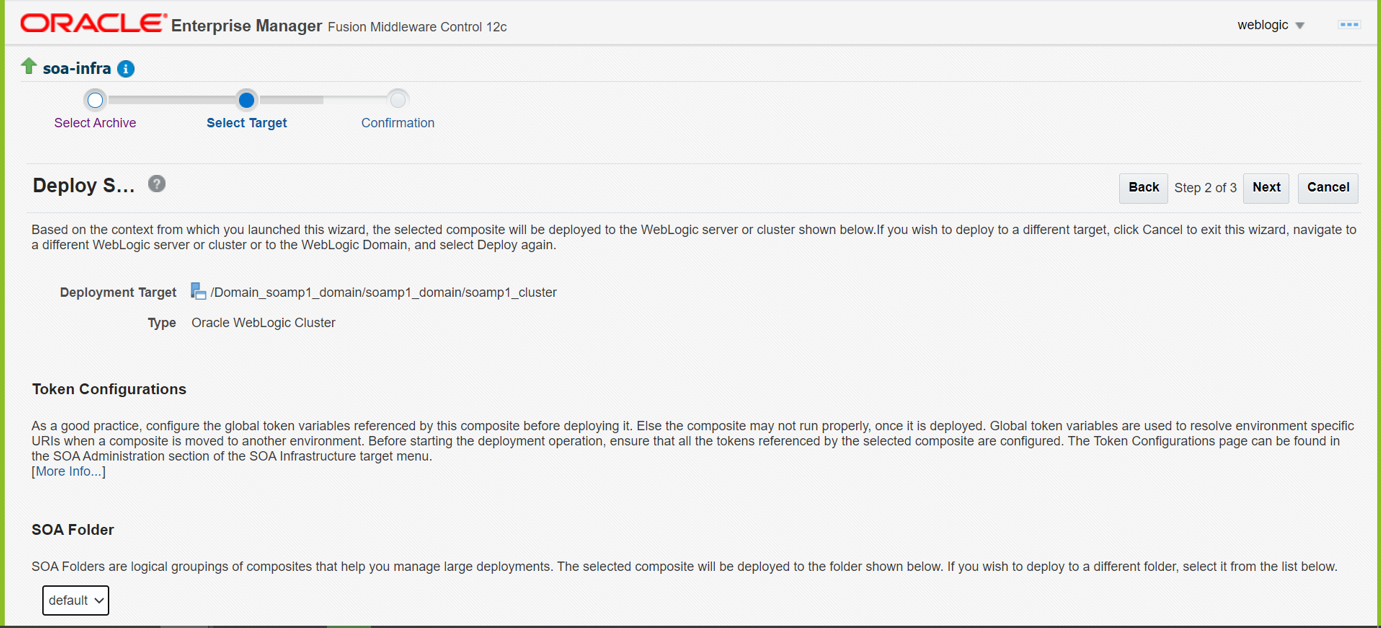 ORACLE Enterprise Manager Fusion Middleware Control 12c
weblogic
soa-infra
Select Archive
Select Target
Confirmation
Deploy S...
Back Step 2 of 3 Next Cancel
Based on the context from which you launched this wizard, the selected composite will be deployed to the WebLogic server or cluster shown below.If you wish to deploy to a different target, click Cancel to exit this wizard, navigate to
a different WebLogic server or cluster or to the WebLogic Domain, and select Deploy again.
Deployment Target /Domain_soamp1_domain/soamp1_domain/soamp1_cluster
Type Oracle WebLogic Cluster
Token Configurations
As a good practice, configure the global token variables referenced by this composite before deploying it. Else the composite may not run properly, once it is deployed. Global token variables are used to resolve environment specific
URIs when a composite is moved to another environment. Before starting the deployment operation, ensure that all the tokens referenced by the selected composite are configured. The Token Configurations page can be found in
the SOA Administration section of the SOA Infrastructure target menu.
[More Info...]
SOA Folder
SOA Folders are logical groupings of composites that help you manage large deployments. The selected composite will be deployed to the folder shown below. If you wish to deploy to a different folder, select it from the list below.
default